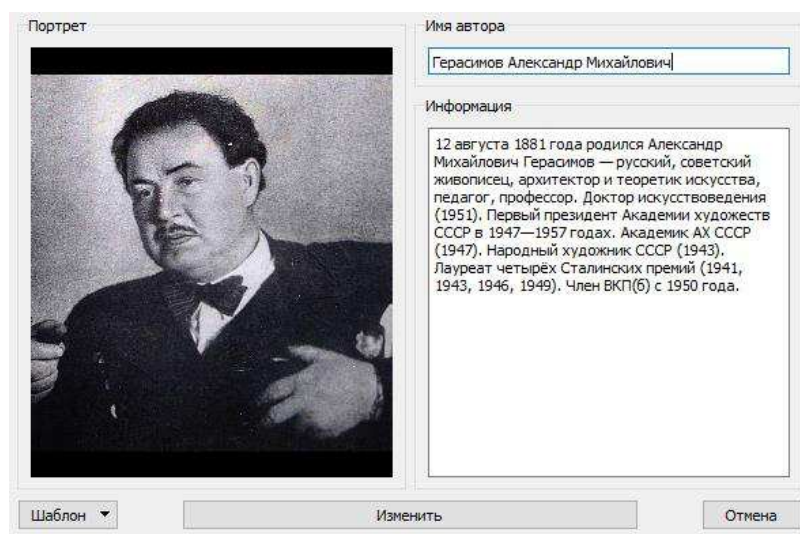 Портрет
Имя автора
Герасимов Александр Михайлович
Информация
12 августа 1881 года родился Александр
Михайлович Герасимов — русский, советский
живописец, архитектор и теоретик искусства,
педагог, профессор. Доктор искусствоведения
(1951). Первый президент Академии художеств
СССР в 1947—1957 годах. Академик АХ СССР
(1947). Народный художник СССР (1943).
Лауреат четырёх Сталинских премий (1941,
1943, 1946, 1949). Член ВКП(б) с 1950 года.
Шаблон
Изменить
Отмена